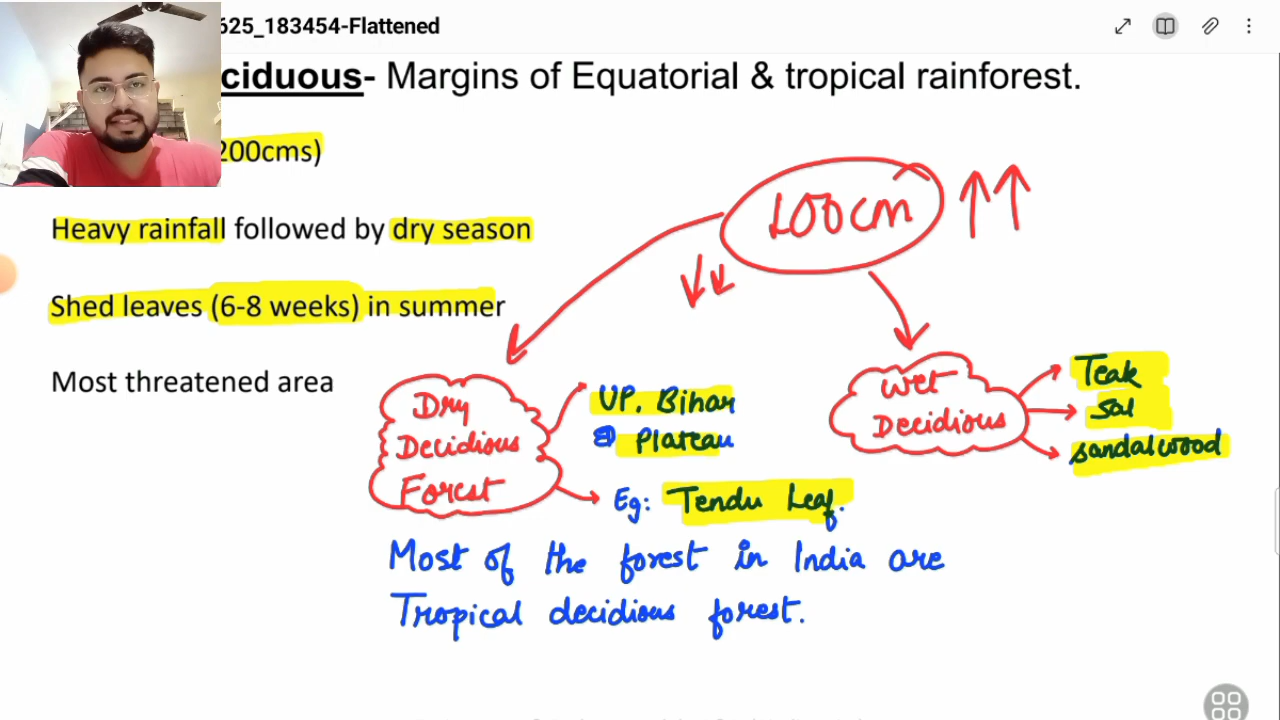 625_183454-Flattened
ciduous- Margins of Equatorial & tropical rainforest.
200cms)
100cm
Heavy rainfall followed by dry season
Shed leaves (6-8 weeks) in summer
Most threatened area
Dry
Decidious
Forest
UP, Bihar
Plateau
Eg: Tendu Leaf.
Wet
Decidious
Teak
Sal
sandalwood
Most of the forest in India are
Tropical decidious forest.